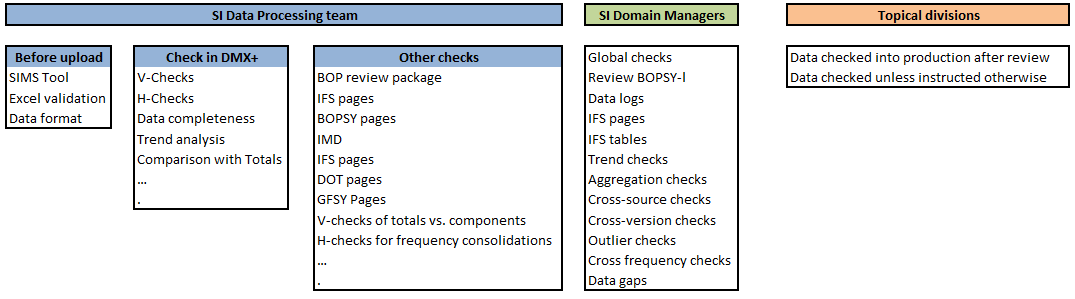 SI Data Processing team
SI Domain Managers
Topical divisions
Before upload
SIMS Tool
Excel validation
Data format
Check in DMX+
V-Checks
H-Checks
Data completeness
Trend analysis
Comparison with Totals
...
.
Other checks
BOP review package
IFS pages
BOPSY pages
IMD
IFS pages
DOT pages
GFSY Pages
V-checks of totals vs. components
H-checks for frequency consolidations
...
.
Global checks
Review BOPSY-l
Data logs
IFS pages
IFS tables
Trend checks
Aggregation checks
Cross-source checks
Cross-version checks
Outlier checks
Cross frequency checks
Data gaps
Data checked into production after review
Data checked unless instructed otherwise